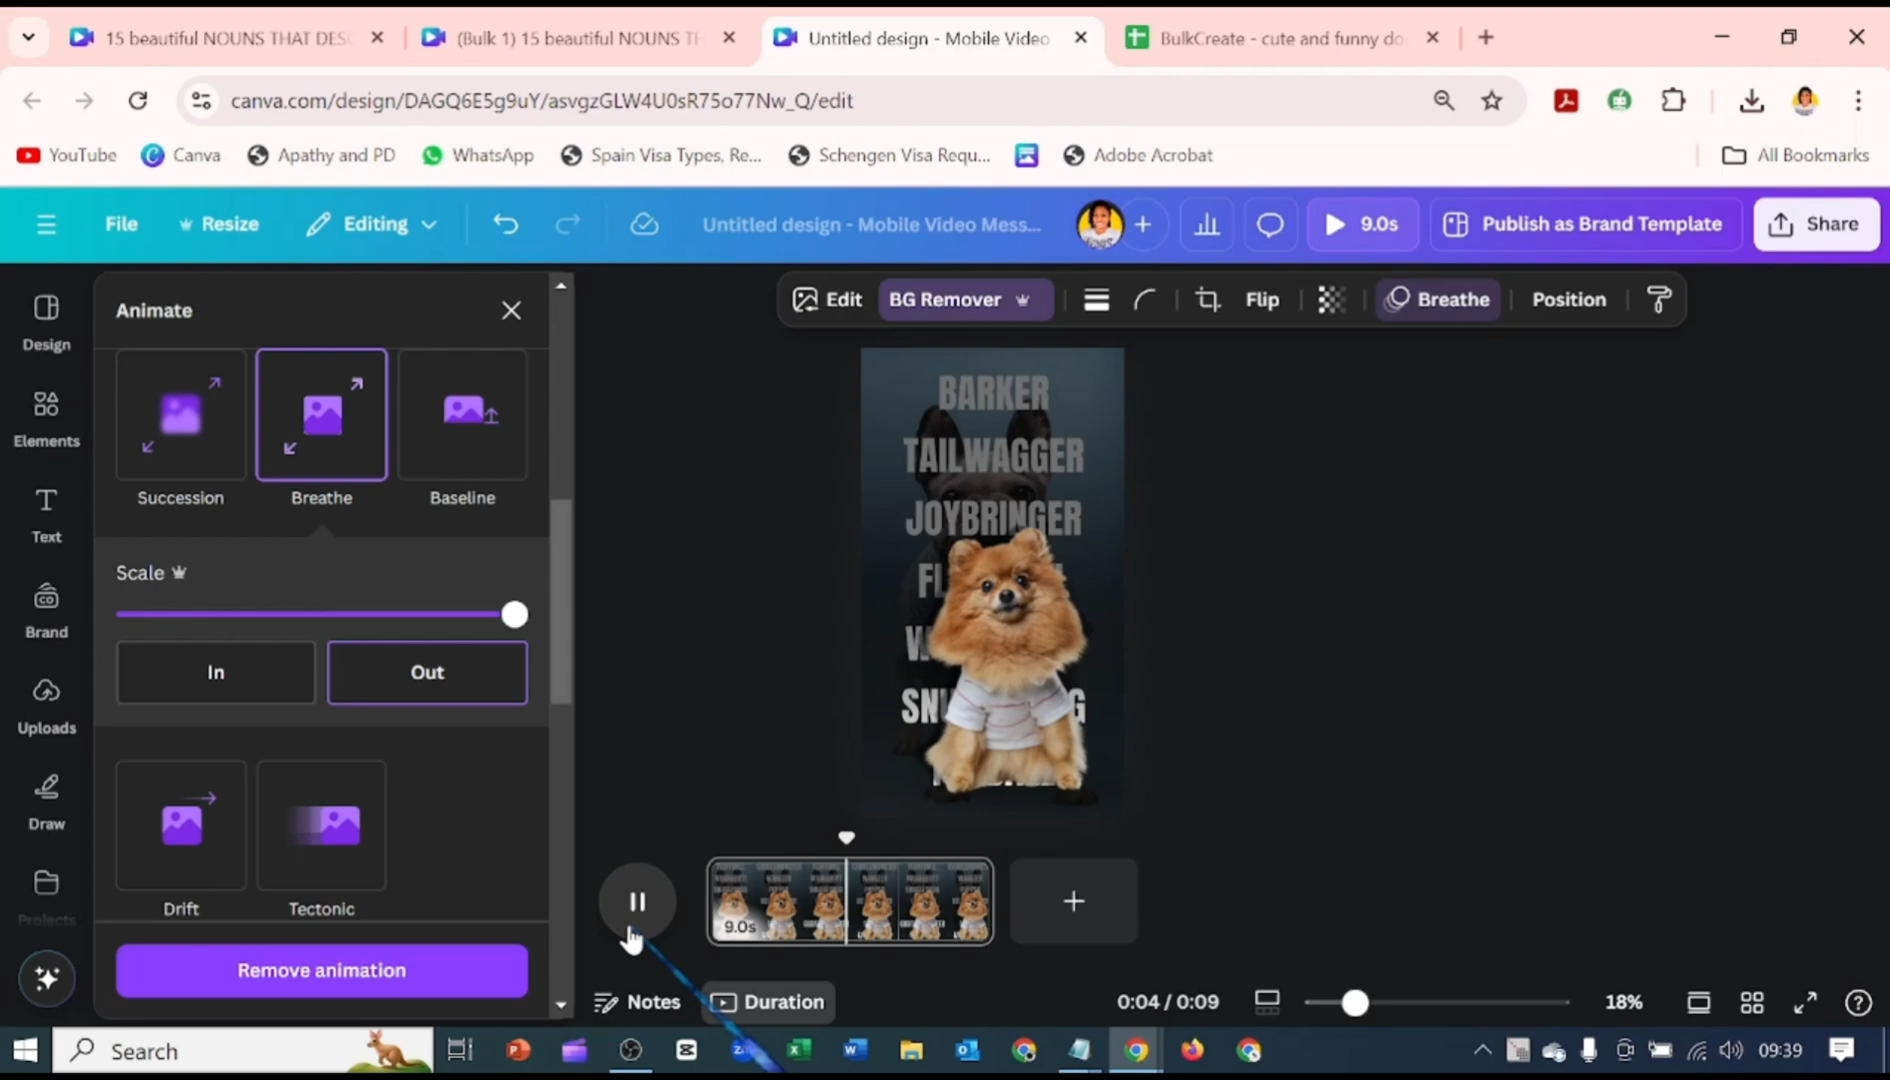 15 beautiful NOUNS THAT DESC
(Bulk 1) 15 beautiful NOUNS TH
Untitled design - Mobile Video
BulkCreate - cute and funny do
canva.com/design/DAGQ6E5g9uY/asvgzGLW4U0sR75o77Nw_Q/edit
YouTube
Canva
Apathy and PD
WhatsApp
Spain Visa Types, Re...
Schengen Visa Requ...
Adobe Acrobat
All Bookmarks
File
Resize
Editing
Untitled design - Mobile Video Mess...
9.0s
Publish as Brand Template
Share
Design
Elements
Text
Brand
Uploads
Draw
Projects
Animate
Succession
Breathe
Baseline
Scale
In
Out
Drift
Tectonic
Remove animation
Edit
BG Remover
Flip
Breathe
Position
BARKER
TAILWAGGER
JOYBRINGER
9.0s
Notes
Duration
0:04 / 0:09
18%
Search
09:39